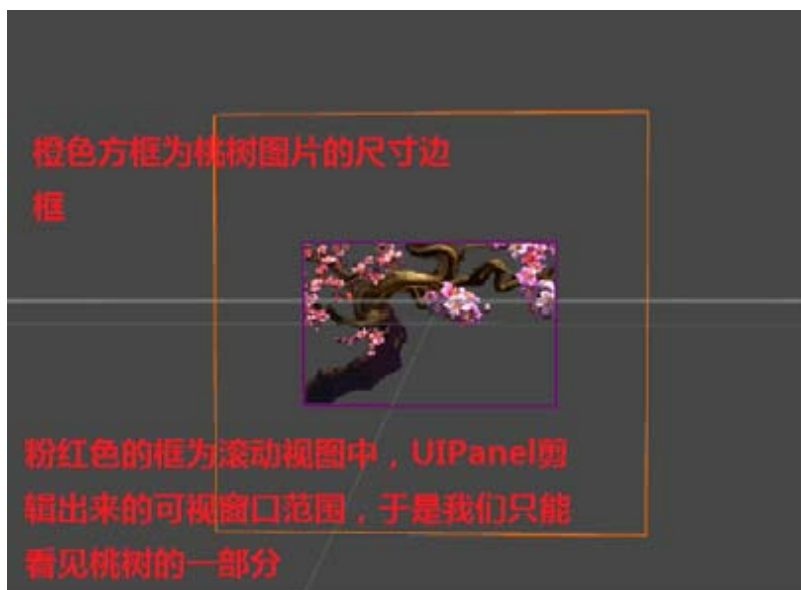 橙色方框为桃树图片的尺寸边
框
粉红色的框为滚动视图中，UIPanel剪
辑出来的可视窗口范围，于是我们只能
看见桃树的一部分